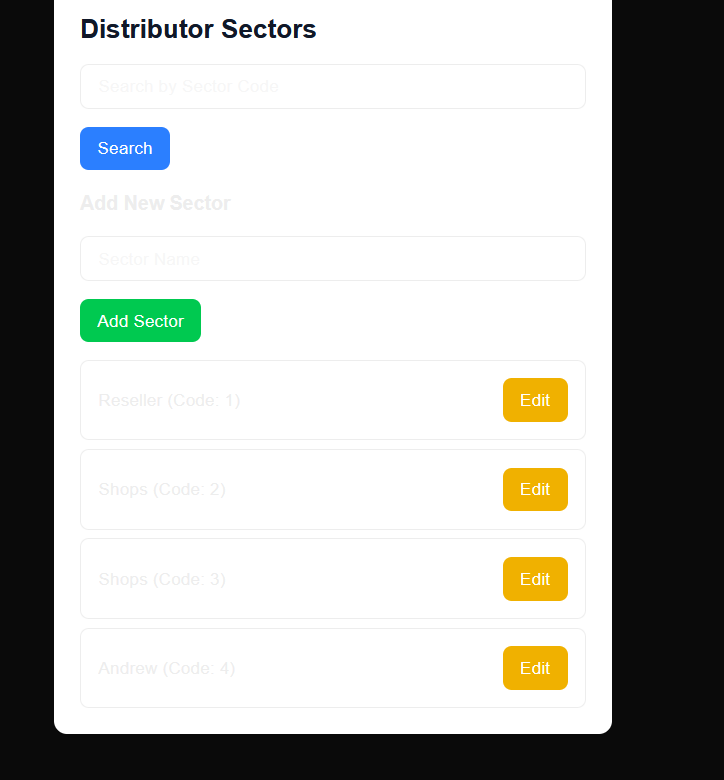 Distributor Sectors
Search by Sector Code
Search
Add New Sector
Sector Name
Add Sector
Reseller (Code: 1)
Edit
Shops (Code: 2)
Edit
Shops (Code: 3)
Edit
Andrew (Code: 4)
Edit